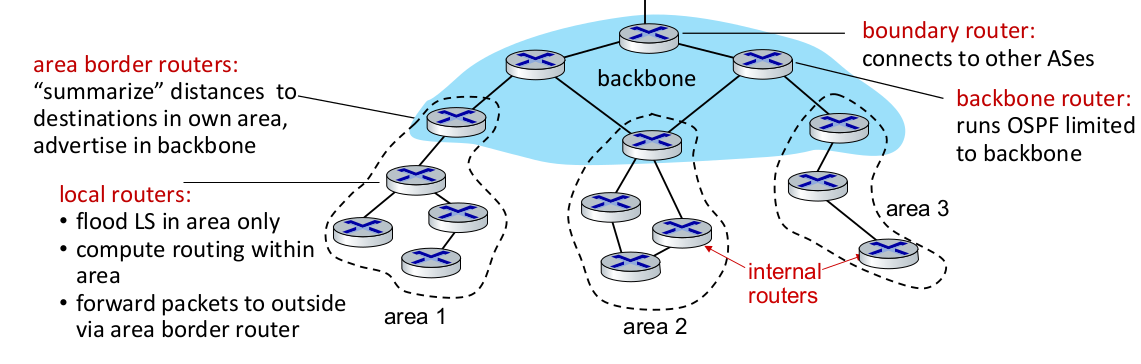 boundary router:
connects to other ASes
area border routers:
“summarize” distances to
destinations in own area,
advertise in backbone
backbone
backbone router:
runs OSPF limited
to backbone
local routers:
• flood LS in area only
• compute routing within
area
• forward packets to outside
via area border router
area 3
internal
routers
area 1
area 2